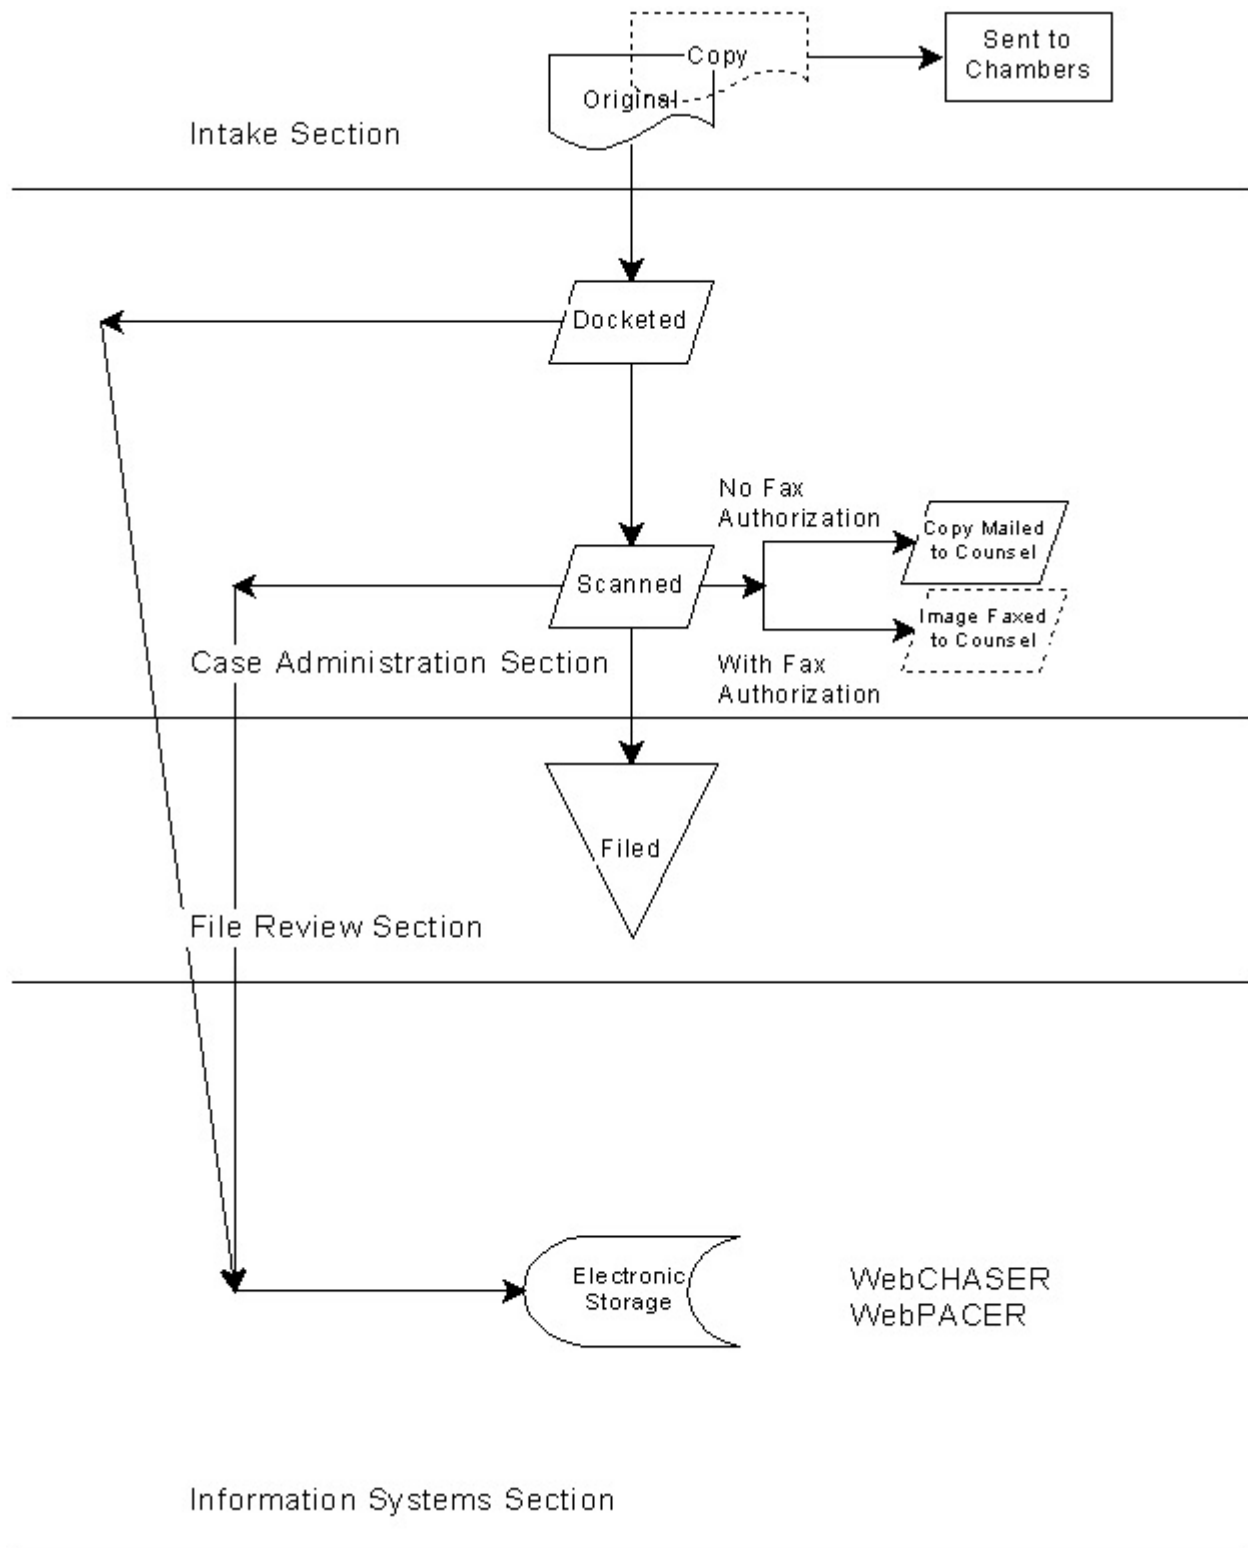 Copy
Sent to
Chambers
Original
Intake Section
Docketed
No Fax
Authorization
Copy Mailed
to Counsel
Scanned
Image Faxed
to Counsel
Case Administration Section
With Fax
Authorization
Filed
File Review Section
Electronic
Storage
WebCHASER
WebPACER
Information Systems Section